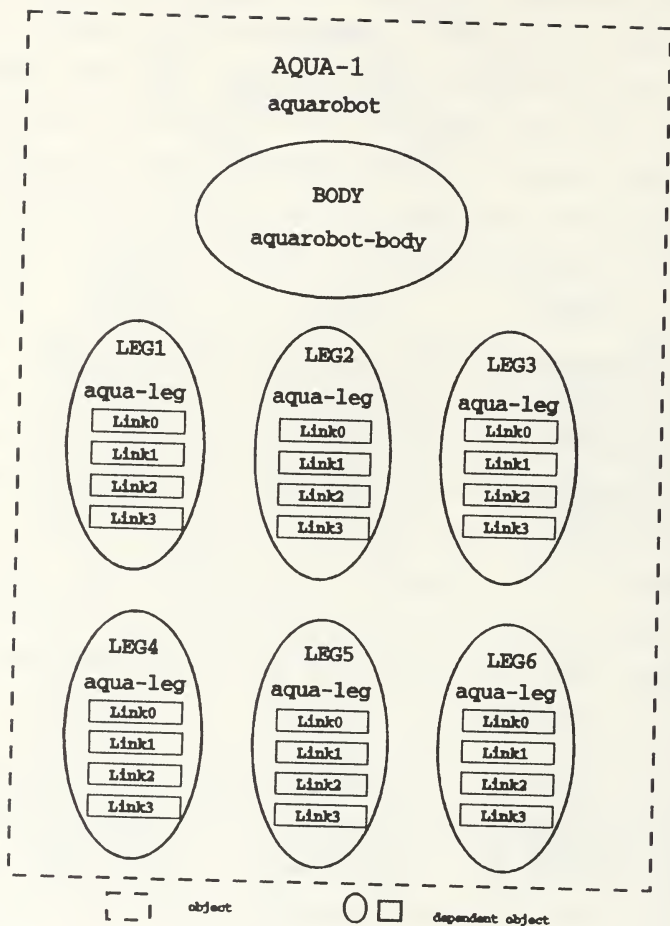 AQUA-1
aquarobot
BODY
aquarobot-body
LEG1
aqua-leg
Link0
Link1
Link2
Link3
LEG2
aqua-leg
Link0
Link1
Link2
Link3
LEG3
aqua-leg
Link0
Link1
Link2
Link3
LEG4
aqua-leg
Link0
Link1
Link2
Link3
LEG5
aqua-leg
Link0
Link1
Link2
Link3
LEG6
aqua-leg
Link0
Link1
Link2
Link3
object
dependent object